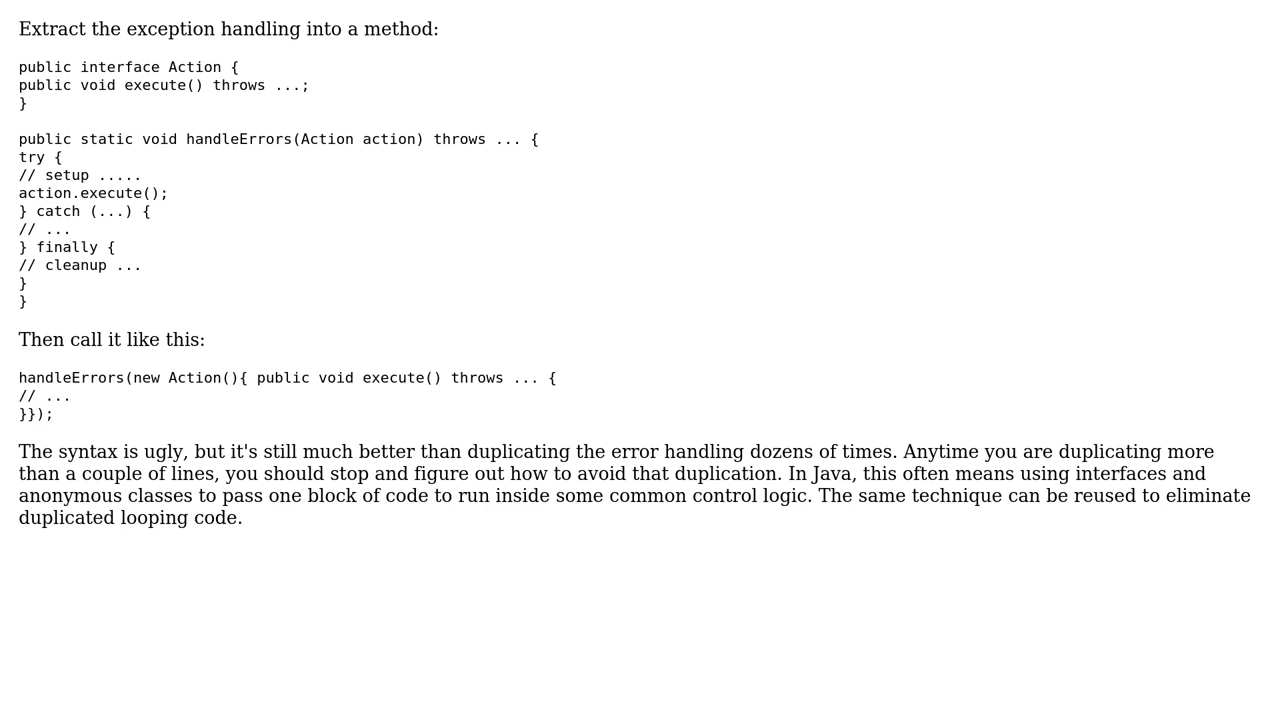 Extract the exception handling into a method:
public interface Action {
public void execute() throws ...;
}
public static void handleErrors(Action action) throws ... {
try {
// setup .....
action.execute();
} catch (...) {
// ...
} finally {
// cleanup ...
}
}
Then call it like this:
handleErrors(new Action(){ public void execute() throws ... {
// ...
}});
The syntax is ugly, but it's still much better than duplicating the error handling dozens of times. Anytime you are duplicating more
than a couple of lines, you should stop and figure out how to avoid that duplication. In Java, this often means using interfaces and
anonymous classes to pass one block of code to run inside some common control logic. The same technique can be reused to eliminate
duplicated looping code.